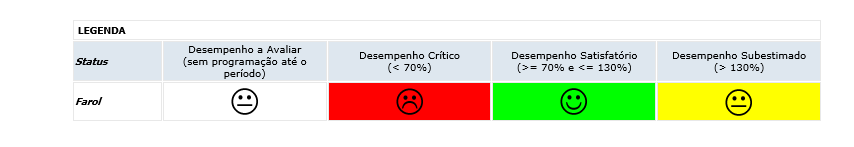 LEGENDA
Status
Desempenho a Avaliar
(sem programação até o
período)
Desempenho Crítico
(< 70%)
Desempenho Satisfatório
(>= 70% e <= 130%)
Desempenho Subestimado
(> 130%)
Farol